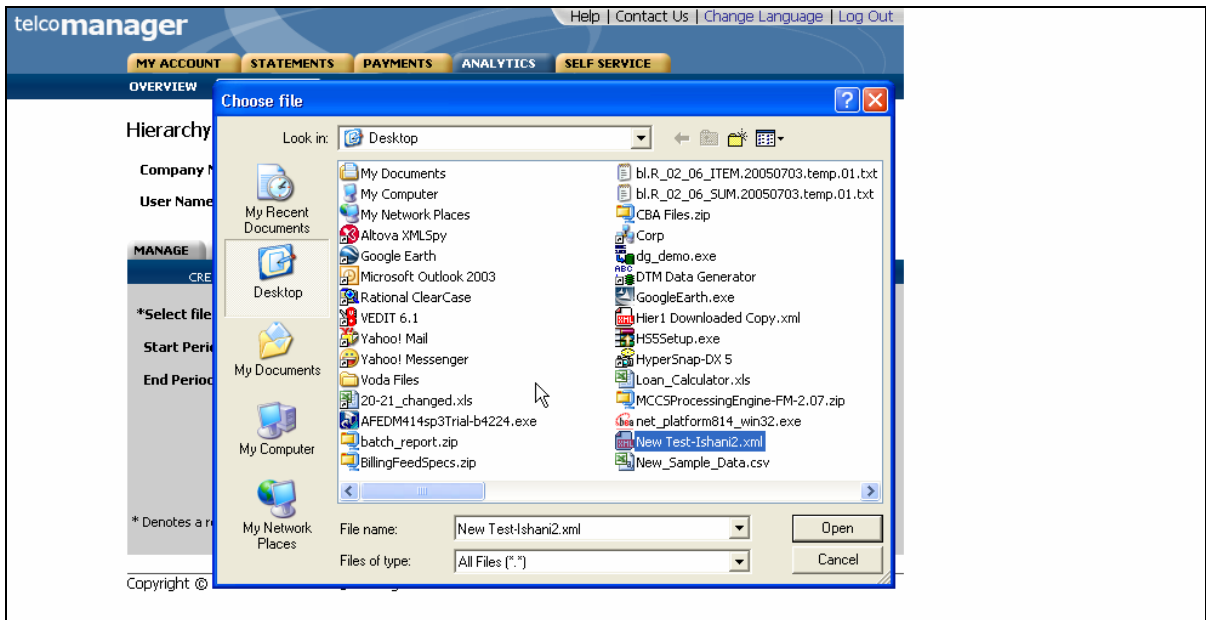 telcomanager
Help | Contact Us | Change Language | Log Out
MY ACCOUNT STATEMENTS PAYMENTS ANALYTICS SELF SERVICE
OVERVIEW
Choose file
Hierarchy
Look in: Desktop
Company
User Name
MANAGE
CRE
*Select file
Start Peri
End Perio
* Denotes a
Copyright ©
My Recent Documents
Desktop
My Documents
My Computer
My Network Places
My Documents
My Computer
My Network Places
Altova XMLSpy
Google Earth
Microsoft Outlook 2003
Rational ClearCase
VEDIT 6.1
Yahoo! Mail
Yahoo! Messenger
Voda Files
20-21_changed.xls
AFEDM414sp3Trial-b4224.exe
batch_report.zip
BillingFeedSpecs.zip
bl.R_02_06_ITEM.20050703.temp.01.txt
bl.R_02_06_SUM.20050703.temp.01.txt
CBA Files.zip
Corp
dg_demo.exe
DTM Data Generator
GoogleEarth.exe
Hier1 Downloaded Copy.xml
HS5Setup.exe
HyperSnap-DX 5
Loan_Calculator.xls
MCCSProcessingEngine-FM-2.07.zip
net_platform814_win32.exe
New Test-Ishani2.xml
New_Sample_Data.csv
File name: New Test-Ishani2.xml Open
Files of type: All Files (*.*) Cancel